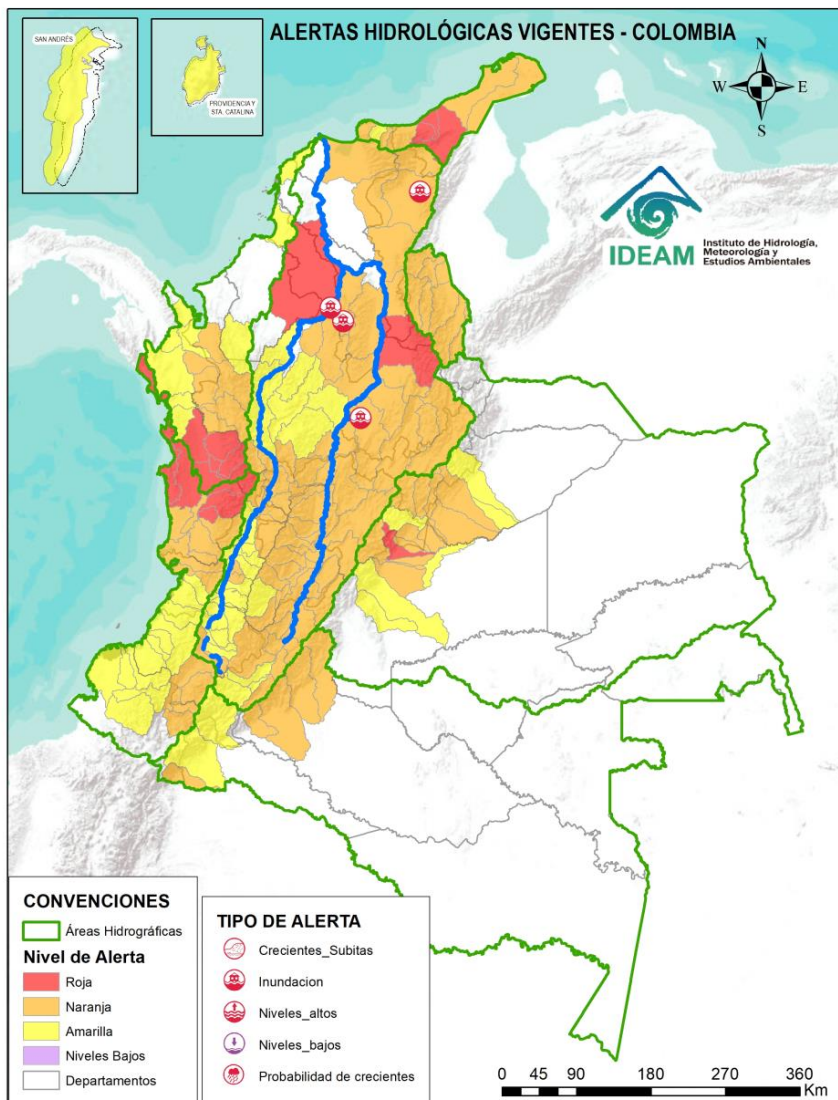 SAN ANDRÉS
PROVIDENCIA Y
STA. CATALINA
ALERTAS HIDROLÓGICAS VIGENTES - COLOMBIA
N
W
E
S
IDEAM
Instituto de Hidrología,
Meteorología y
Estudios Ambientales
CONVENCIONES
Áreas Hidrográficas
Nivel de Alerta
Roja
Naranja
Amarilla
Niveles Bajos
Departamentos
TIPO DE ALERTA
Crecientes_Subitas
Inundacion
Niveles_altos
Niveles_bajos
Probabilidad de crecientes
0 45 90 180 270 360
Km